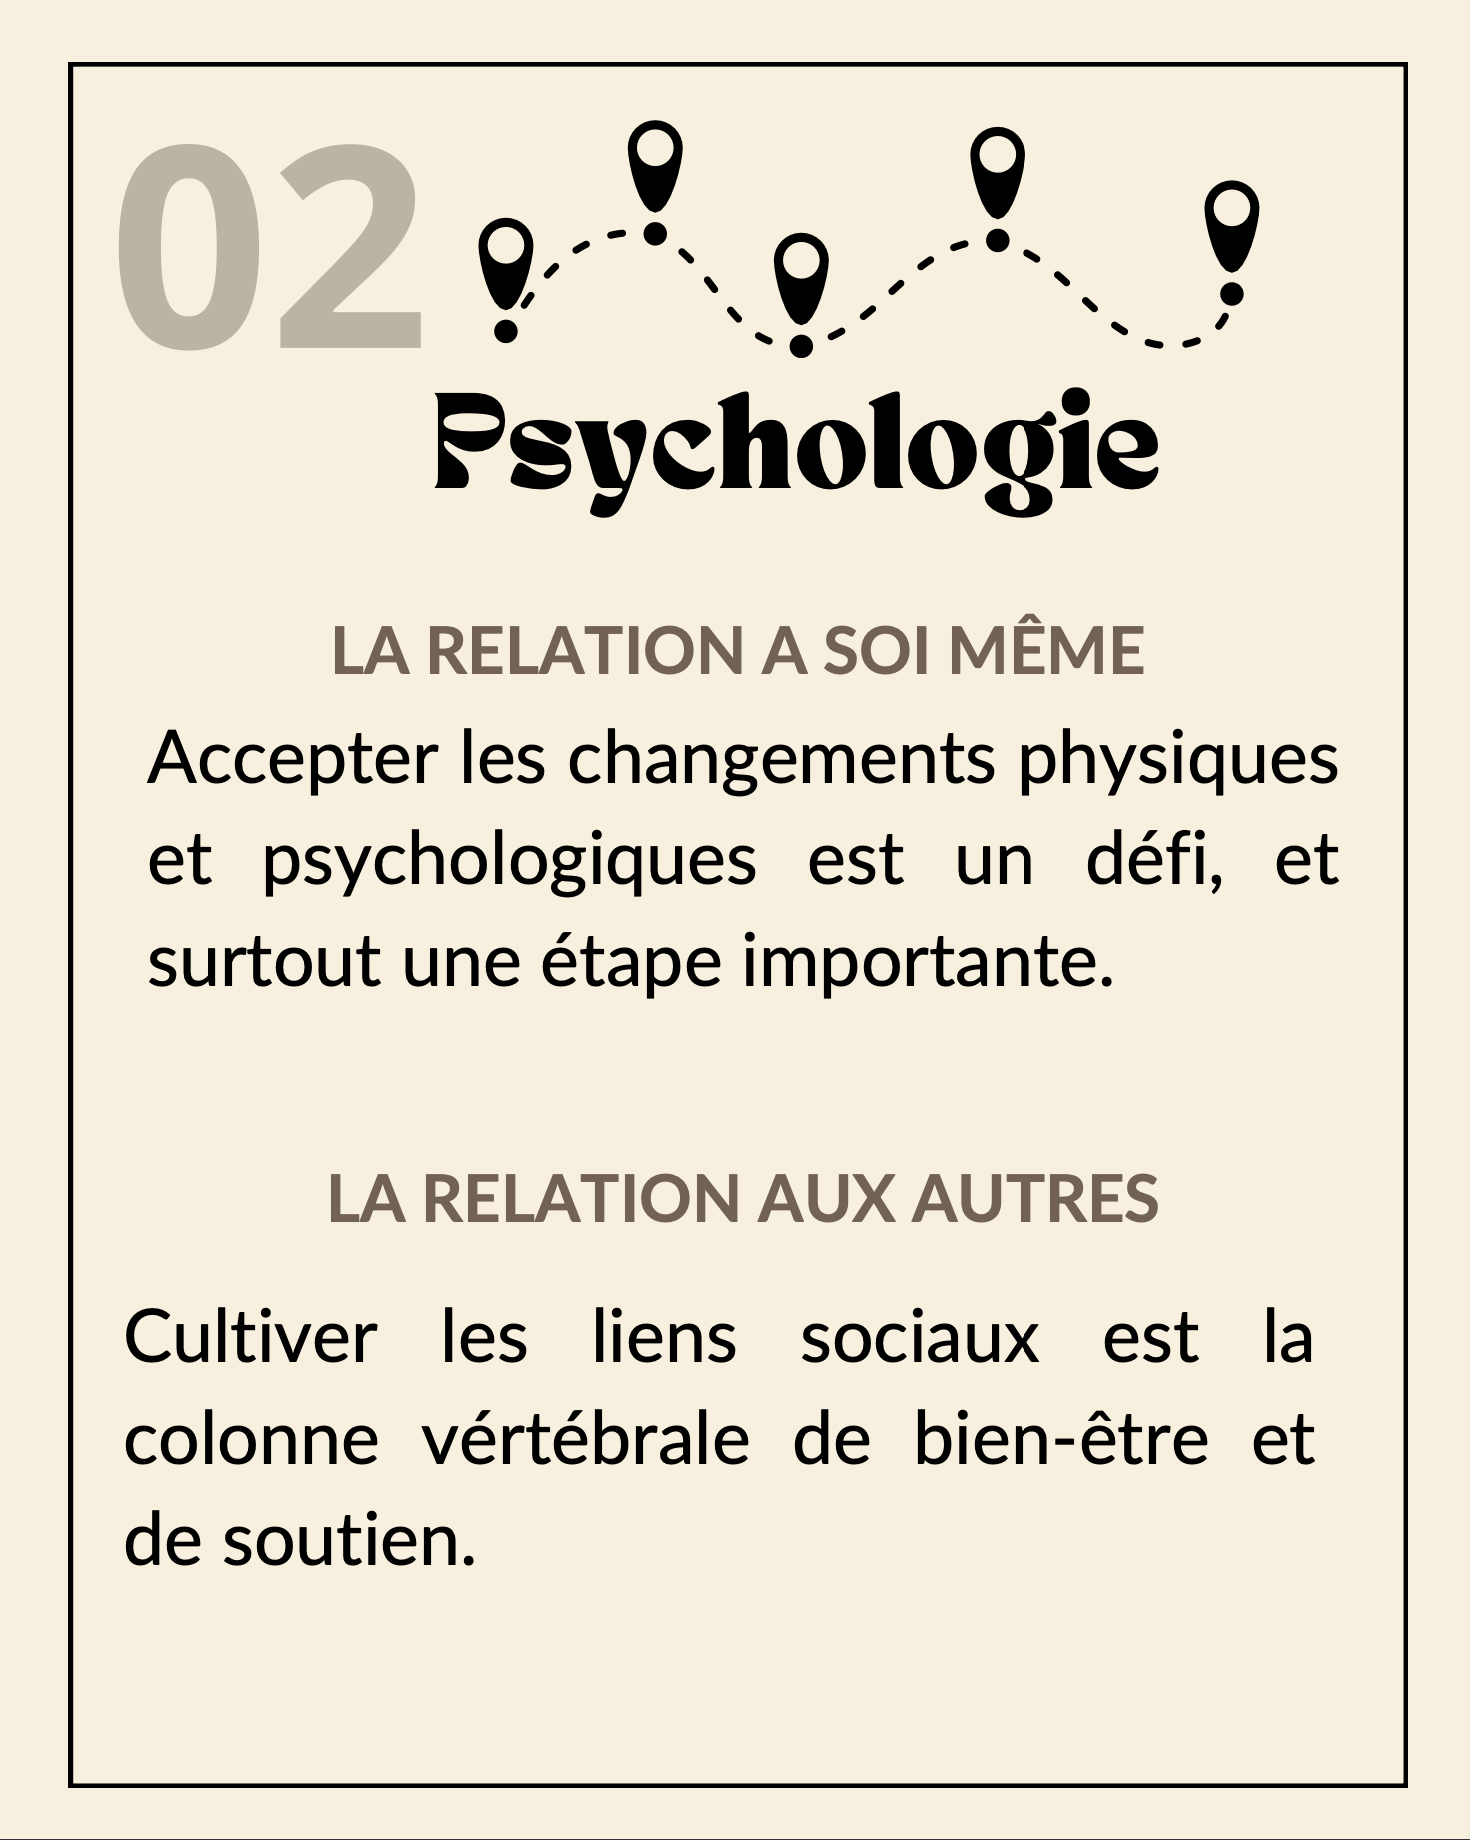 02
Psychologie
LA RELATION A SOI MÊME
Accepter les changements physiques
et psychologiques est un défi, et
surtout une étape importante.
LA RELATION AUX AUTRES
Cultiver les liens sociaux est la
colonne vértébrale de bien-être et
de soutien.